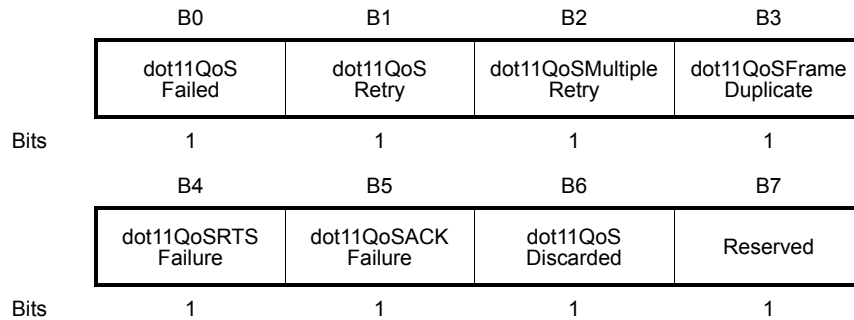 B0 B1 B2 B3
dot11QoS dot11QoS dot11QoSMultiple dot11QoSFrame
Failed Retry Retry Duplicate
Bits 1 1 1 1
B4 B5 B6 B7
dot11QoSRTS dot11QoSACK dot11QoS Reserved
Failure Failure Discarded
Bits 1 1 1 1